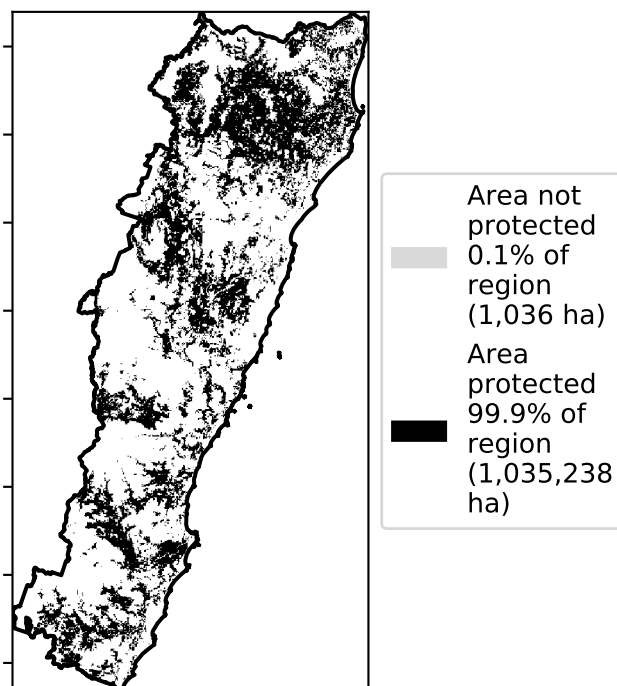 Area not
protected
0.1% of
region
(1,036 ha)
Area
protected
99.9% of
region
(1,035,238
ha)